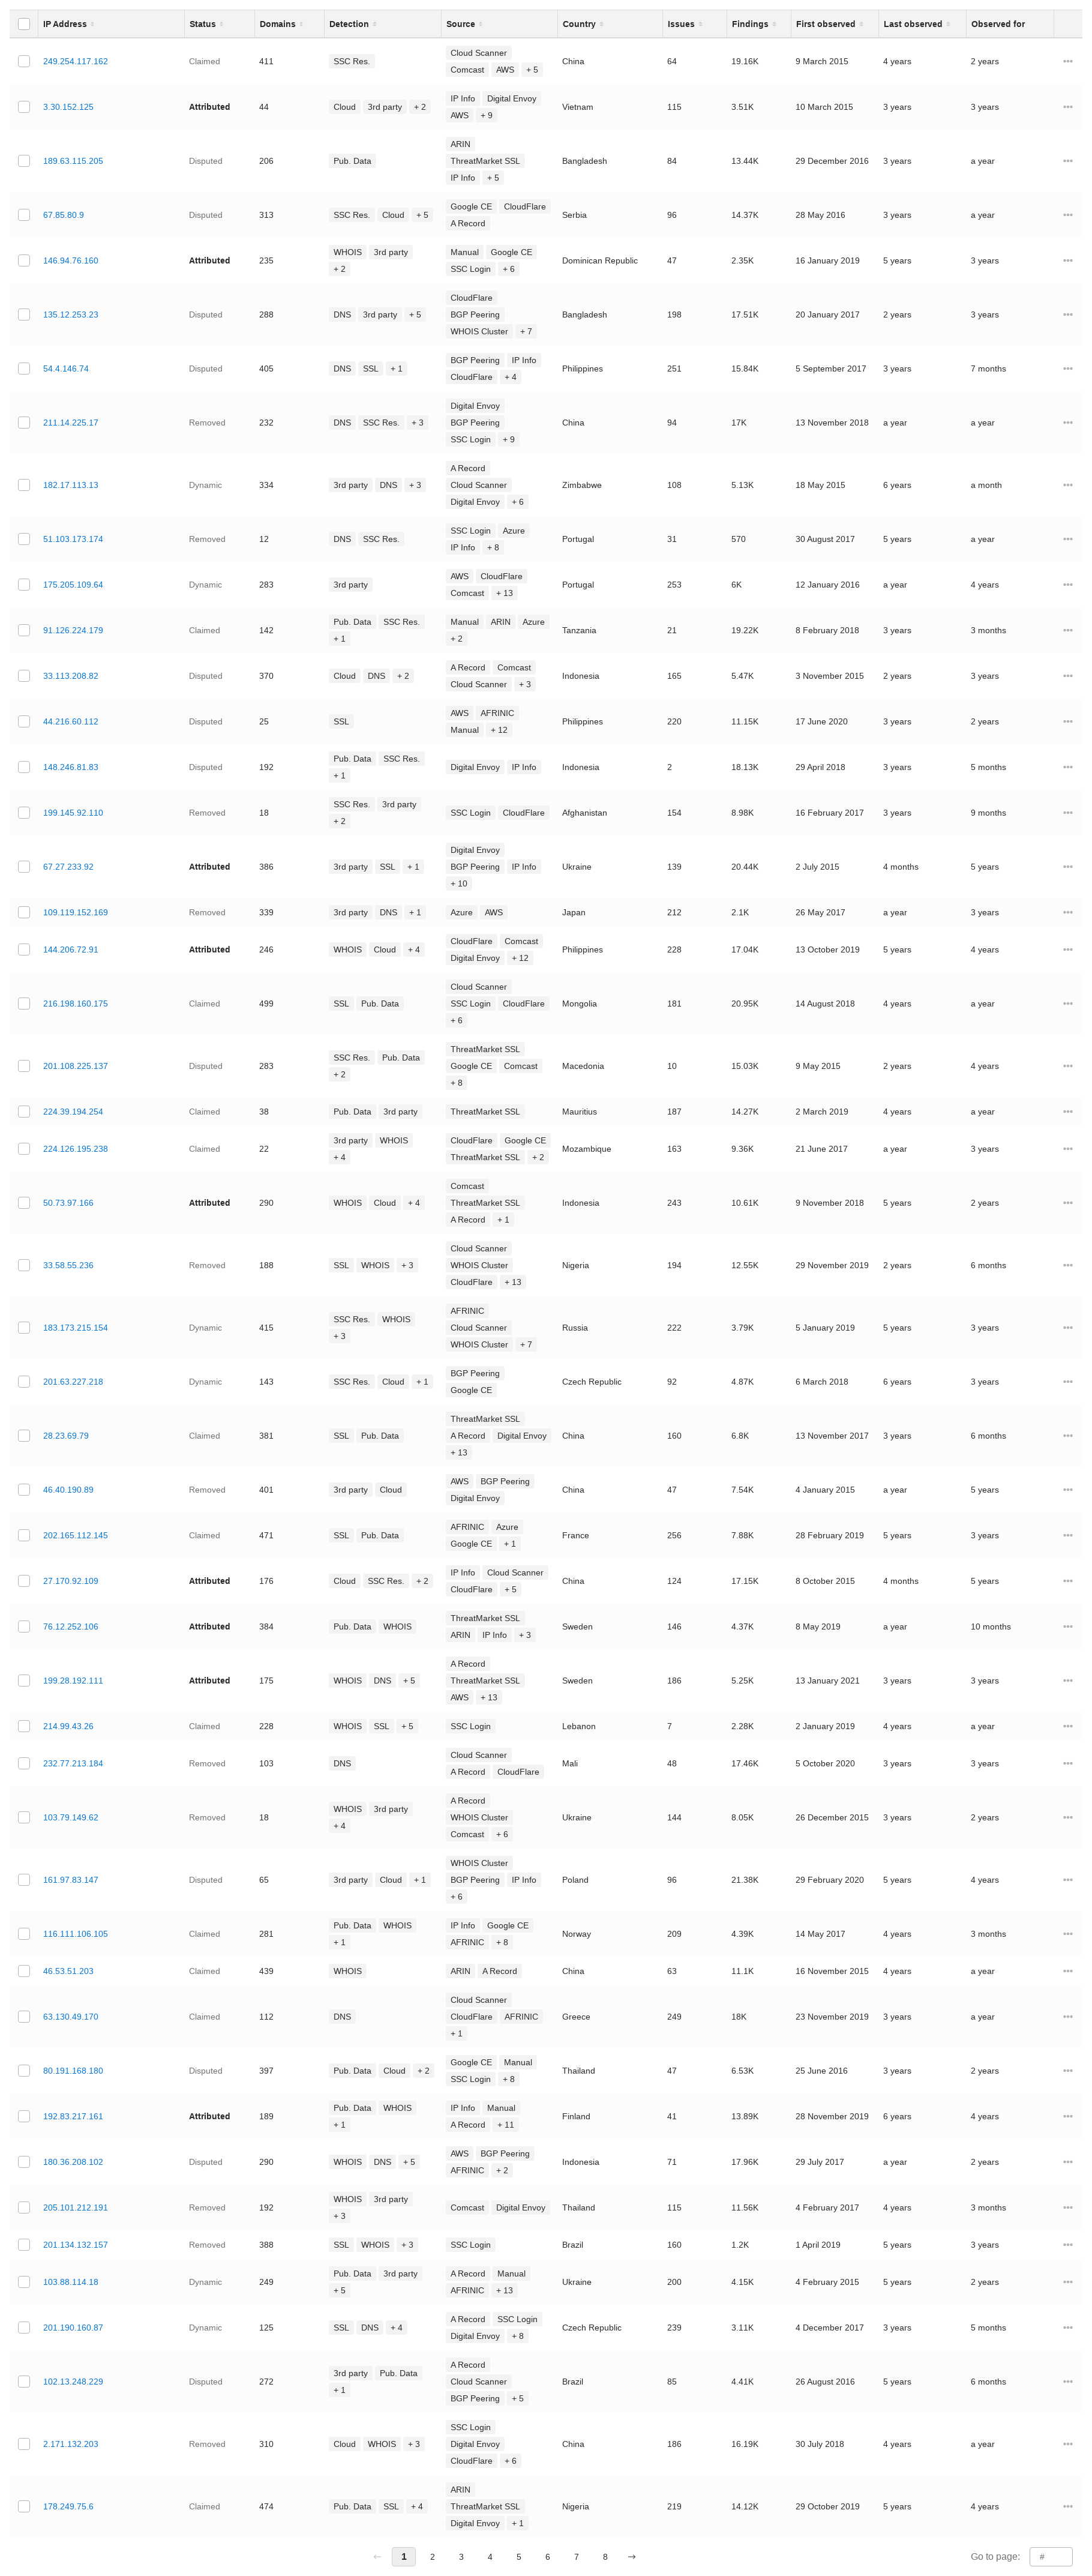 IP Address Status Domains Detection Source Country Issues Findings First observed Last observed Observed for
249.254.117.162 Claimed 411 SSC Res. Cloud Scanner Comcast AWS + 5 China 64 19.16K 9 March 2015 4 years 2 years
3.30.152.125 Attributed 44 Cloud 3rd party + 2 IP Info Digital Envoy AWS + 9 Vietnam 115 3.51K 10 March 2015 3 years 3 years
189.63.115.205 Disputed 206 Pub. Data ARIN ThreatMarket SSL IP Info + 5 Bangladesh 84 13.44K 29 December 2016 3 years a year
67.85.80.9 Disputed 313 SSC Res. Cloud + 5 Google CE CloudFlare A Record Serbia 96 14.37K 28 May 2016 3 years a year
146.94.76.160 Attributed 235 WHOIS 3rd party + 2 Manual Google CE SSC Login + 6 Dominican Republic 47 2.35K 16 January 2019 5 years 3 years
135.12.253.23 Disputed 288 DNS 3rd party + 5 CloudFlare BGP Peering WHOIS Cluster + 7 Bangladesh 198 17.51K 20 January 2017 2 years 3 years
54.4.146.74 Disputed 405 DNS SSL + 1 BGP Peering IP Info CloudFlare + 4 Philippines 251 15.84K 5 September 2017 3 years 7 months
211.14.225.17 Removed 232 DNS SSC Res. + 3 Digital Envoy BGP Peering SSC Login + 9 China 94 17K 13 November 2018 a year a year
182.17.113.13 Dynamic 334 3rd party DNS + 3 A Record Cloud Scanner Digital Envoy + 6 Zimbabwe 108 5.13K 18 May 2015 6 years a month
51.103.173.174 Removed 12 DNS SSC Res. SSC Login Azure IP Info + 8 Portugal 31 570 30 August 2017 5 years a year
175.205.109.64 Dynamic 283 3rd party AWS CloudFlare Comcast + 13 Portugal 253 6K 12 January 2016 a year 4 years
91.126.224.179 Claimed 142 Pub. Data SSC Res. + 1 Manual ARIN Azure + 2 Tanzania 21 19.22K 8 February 2018 3 years 3 months
33.113.208.82 Disputed 370 Cloud DNS + 2 A Record Comcast Cloud Scanner + 3 Indonesia 165 5.47K 3 November 2015 2 years 3 years
44.216.60.112 Disputed 25 SSL AWS AFRINIC Manual + 12 Philippines 220 11.15K 17 June 2020 3 years 2 years
148.246.81.83 Disputed 192 Pub. Data SSC Res. + 1 Digital Envoy IP Info Indonesia 2 18.13K 29 April 2018 3 years 5 months
199.145.92.110 Removed 18 SSC Res. 3rd party + 2 SSC Login CloudFlare Afghanistan 154 8.98K 16 February 2017 3 years 9 months
67.27.233.92 Attributed 386 3rd party SSL + 1 Digital Envoy BGP Peering IP Info + 10 Ukraine 139 20.44K 2 July 2015 4 months 5 years
109.119.152.169 Removed 339 3rd party DNS + 1 Azure AWS Japan 212 2.1K 26 May 2017 a year 3 years
144.206.72.91 Attributed 246 WHOIS Cloud + 4 CloudFlare Comcast Digital Envoy + 12 Philippines 228 17.04K 13 October 2019 5 years 4 years
216.198.160.175 Claimed 499 SSL Pub. Data Cloud Scanner SSC Login CloudFlare + 6 Mongolia 181 20.95K 14 August 2018 4 years a year
201.108.225.137 Disputed 283 SSC Res. Pub. Data + 2 ThreatMarket SSL Google CE Comcast + 8 Macedonia 10 15.03K 9 May 2015 2 years 4 years
224.39.194.254 Claimed 38 Pub. Data 3rd party ThreatMarket SSL Mauritius 187 14.27K 2 March 2019 4 years a year
224.126.195.238 Claimed 22 3rd party WHOIS + 4 CloudFlare Google CE ThreatMarket SSL + 2 Mozambique 163 9.36K 21 June 2017 a year 3 years
50.73.97.166 Attributed 290 WHOIS Cloud + 4 Comcast ThreatMarket SSL A Record + 1 Indonesia 243 10.61K 9 November 2018 5 years 2 years
33.58.55.236 Removed 188 SSL WHOIS + 3 Cloud Scanner WHOIS Cluster CloudFlare + 13 Nigeria 194 12.55K 29 November 2019 2 years 6 months
183.173.215.154 Dynamic 415 SSC Res. WHOIS + 3 AFRINIC Cloud Scanner WHOIS Cluster + 7 Russia 222 3.79K 5 January 2019 5 years 3 years
201.63.227.218 Dynamic 143 SSC Res. Cloud + 1 BGP Peering Google CE Czech Republic 92 4.87K 6 March 2018 6 years 3 years
28.23.69.79 Claimed 381 SSL Pub. Data ThreatMarket SSL A Record Digital Envoy + 13 China 160 6.8K 13 November 2017 3 years 6 months
46.40.190.89 Removed 401 3rd party Cloud AWS BGP Peering Digital Envoy China 47 7.54K 4 January 2015 a year 5 years
202.165.112.145 Claimed 471 SSL Pub. Data AFRINIC Azure Google CE + 1 France 256 7.88K 28 February 2019 5 years 3 years
27.170.92.109 Attributed 176 Cloud SSC Res. + 2 IP Info Cloud Scanner CloudFlare + 5 China 124 17.15K 8 October 2015 4 months 5 years
76.12.252.106 Attributed 384 Pub. Data WHOIS ThreatMarket SSL ARIN IP Info + 3 Sweden 146 4.37K 8 May 2019 a year 10 months
199.28.192.111 Attributed 175 WHOIS DNS + 5 A Record ThreatMarket SSL AWS + 13 Sweden 186 5.25K 13 January 2021 3 years 3 years
214.99.43.26 Claimed 228 WHOIS SSL + 5 SSC Login Lebanon 7 2.28K 2 January 2019 4 years a year
232.77.213.184 Removed 103 DNS Cloud Scanner A Record CloudFlare Mali 48 17.46K 5 October 2020 3 years 3 years
103.79.149.62 Removed 18 WHOIS 3rd party + 4 A Record WHOIS Cluster Comcast + 6 Ukraine 144 8.05K 26 December 2015 3 years 2 years
161.97.83.147 Disputed 65 3rd party Cloud + 1 WHOIS Cluster BGP Peering IP Info + 6 Poland 96 21.38K 29 February 2020 5 years 4 years
116.111.106.105 Claimed 281 Pub. Data WHOIS + 1 IP Info Google CE AFRINIC + 8 Norway 209 4.39K 14 May 2017 4 years 3 months
46.53.51.203 Claimed 439 WHOIS ARIN A Record China 63 11.1K 16 November 2015 4 years a year
63.130.49.170 Claimed 112 DNS Cloud Scanner CloudFlare AFRINIC + 1 Greece 249 18K 23 November 2019 3 years a year
80.191.168.180 Disputed 397 Pub. Data Cloud + 2 Google CE Manual SSC Login + 8 Thailand 47 6.53K 25 June 2016 3 years 2 years
192.83.217.161 Attributed 189 Pub. Data WHOIS + 1 IP Info Manual A Record + 11 Finland 41 13.89K 28 November 2019 6 years 4 years
180.36.208.102 Disputed 290 WHOIS DNS + 5 AWS BGP Peering AFRINIC + 2 Indonesia 71 17.96K 29 July 2017 a year 2 years
205.101.212.191 Removed 192 WHOIS 3rd party + 3 Comcast Digital Envoy Thailand 115 11.56K 4 February 2017 4 years 3 months
201.134.132.157 Removed 388 SSL WHOIS + 3 SSC Login Brazil 160 1.2K 1 April 2019 5 years 3 years
103.88.114.18 Dynamic 249 Pub. Data 3rd party + 5 A Record Manual AFRINIC + 13 Ukraine 200 4.15K 4 February 2015 5 years 2 years
201.190.160.87 Dynamic 125 SSL DNS + 4 A Record SSC Login Digital Envoy + 8 Czech Republic 239 3.11K 4 December 2017 3 years 5 months
102.13.248.229 Disputed 272 3rd party Pub. Data + 1 A Record Cloud Scanner BGP Peering + 5 Brazil 85 4.41K 26 August 2016 5 years 6 months
2.171.132.203 Removed 310 Cloud WHOIS + 3 SSC Login Digital Envoy CloudFlare + 6 China 186 16.19K 30 July 2018 4 years a year
178.249.75.6 Claimed 474 Pub. Data SSL + 4 ARIN ThreatMarket SSL Digital Envoy + 1 Nigeria 219 14.12K 29 October 2019 5 years 4 years
← 1 2 3 4 5 6 7 8 → Go to page: #